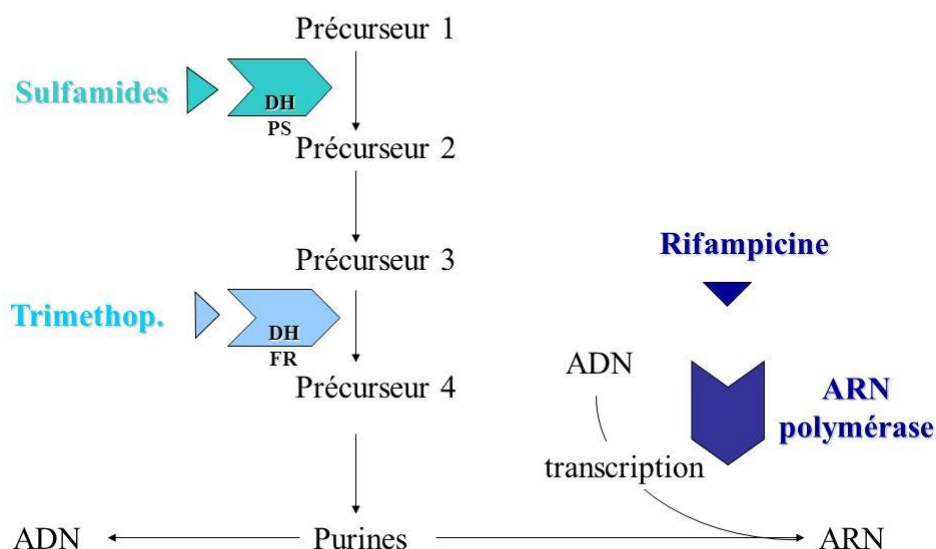 Précurseur 1
Sulfamides
DH
PS
Précurseur 2
Rifampicine
Précurseur 3
Trimethop.
DH
FR
ADN
Précurseur 4
ARN
polymérase
transcription
ADN
Purines
ARN